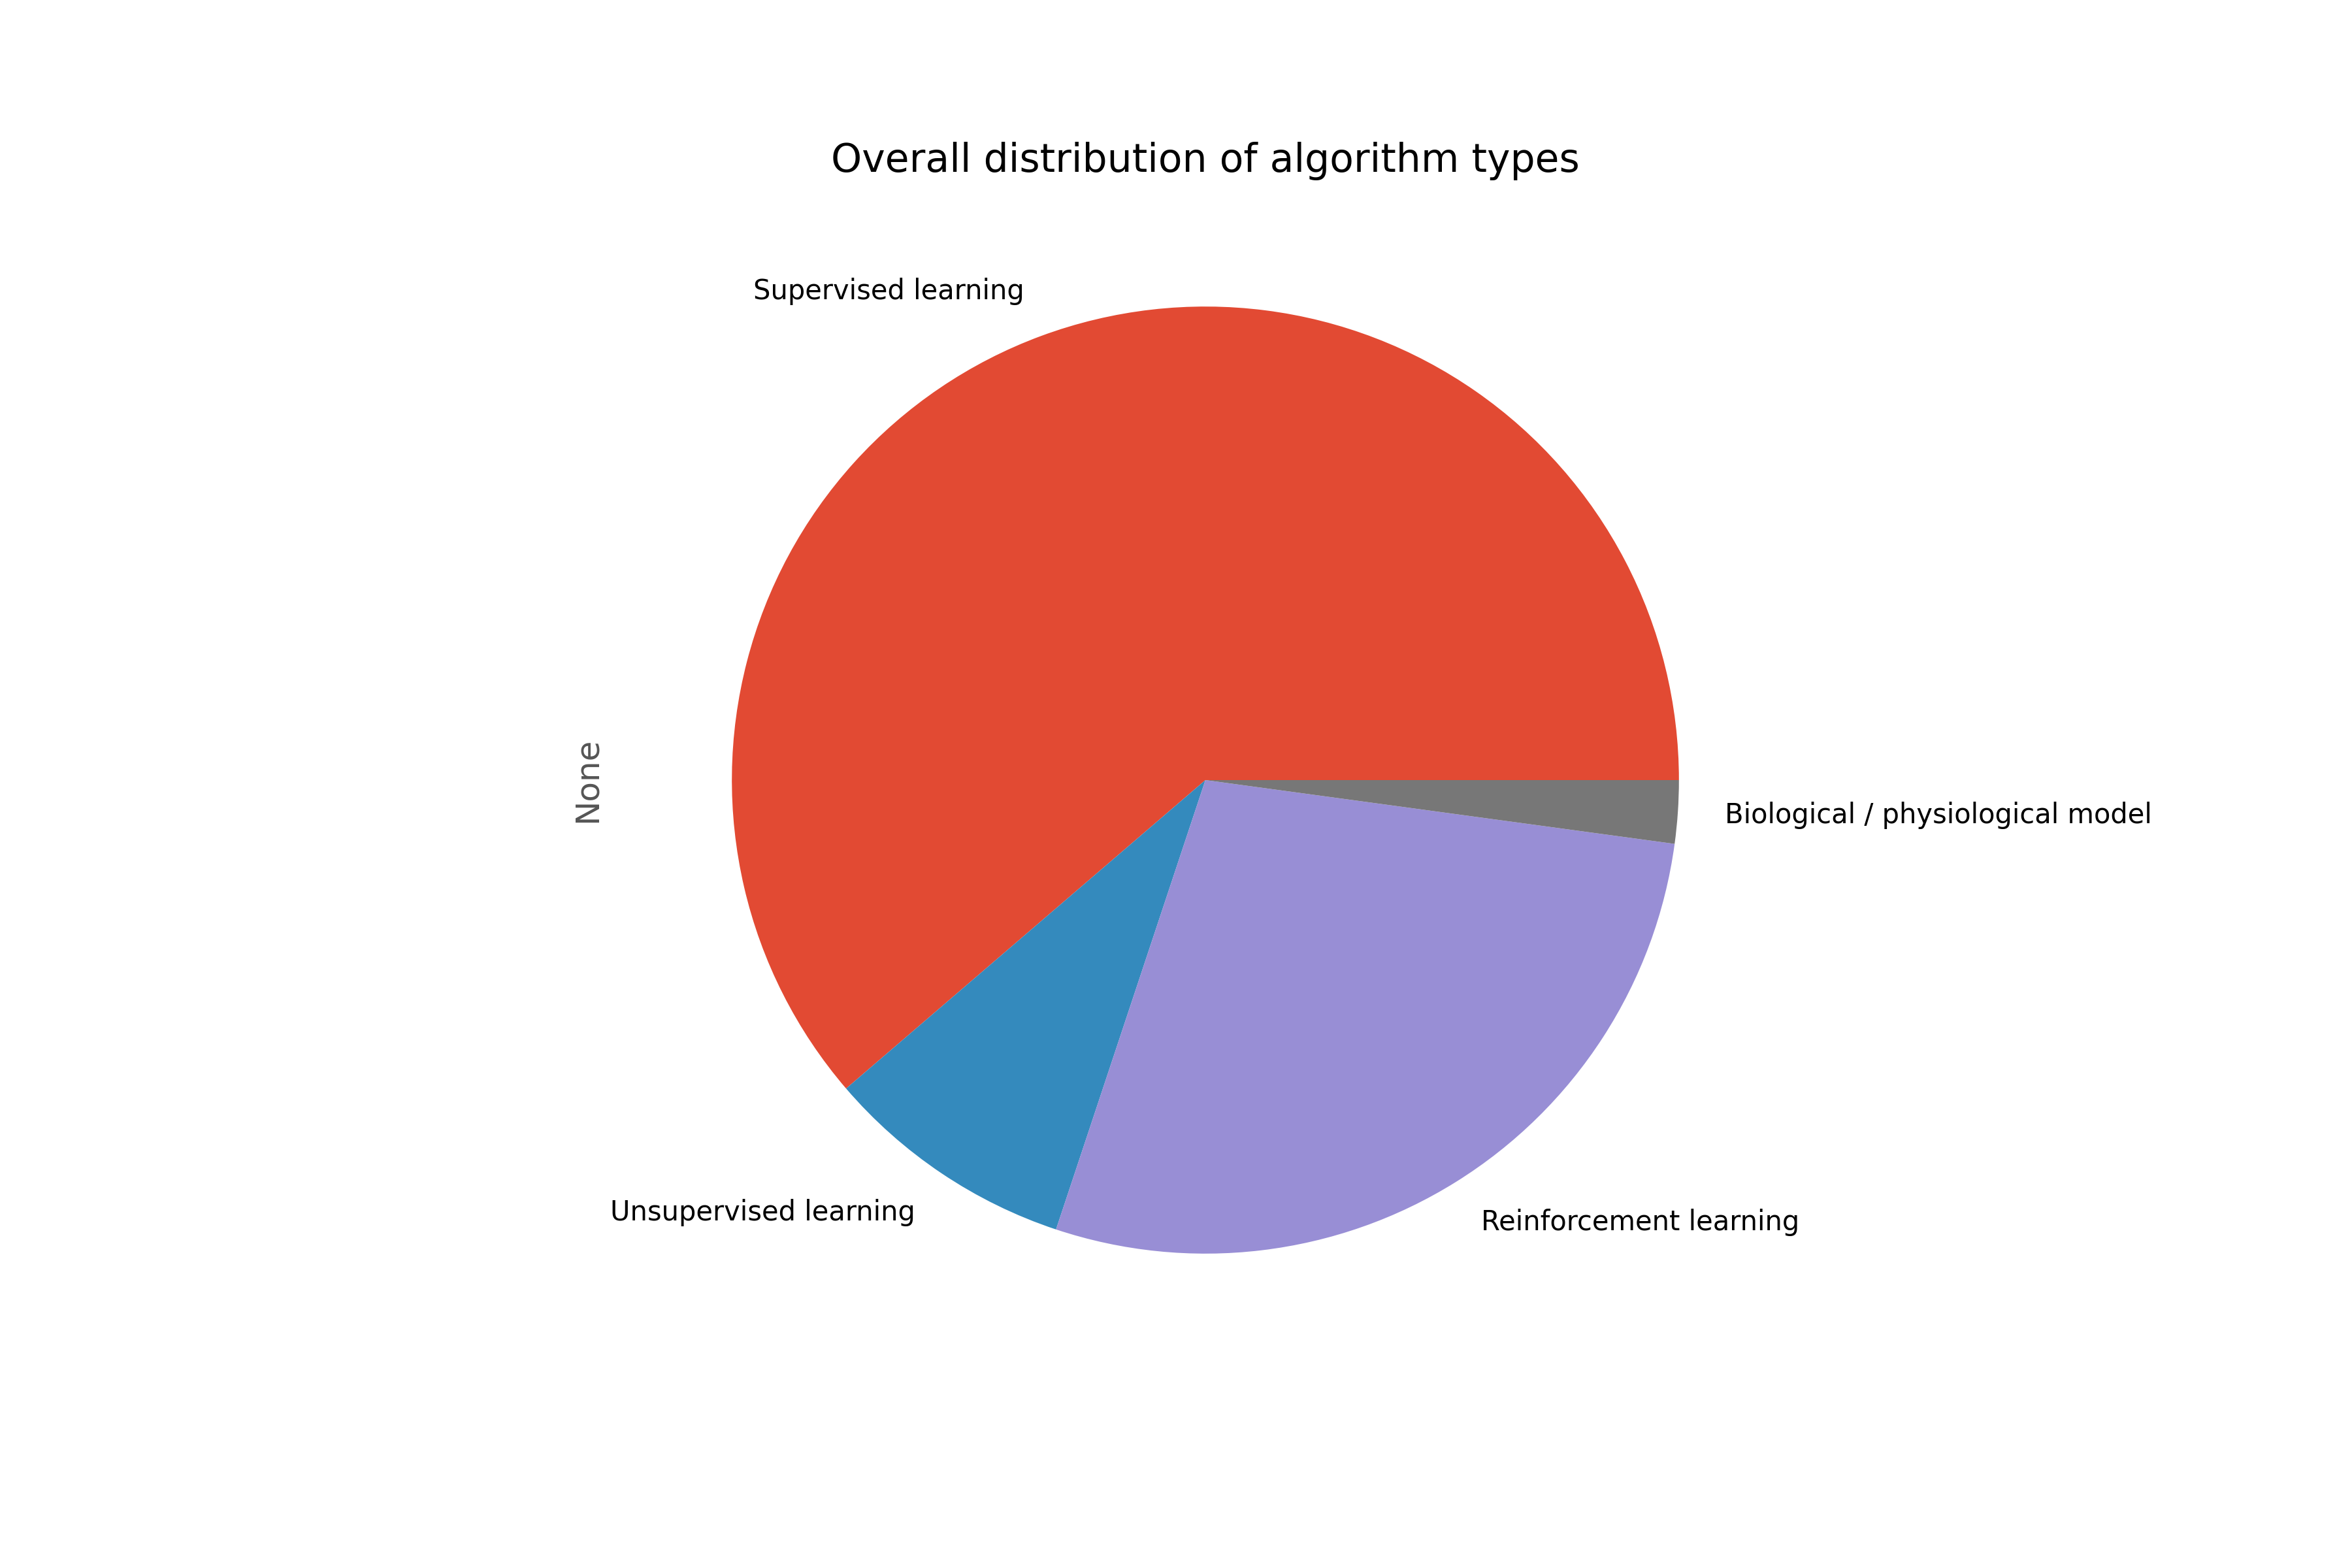 Overall distribution of algorithm types
Supervised learning
None
Biological / physiological model
Unsupervised learning
Reinforcement learning